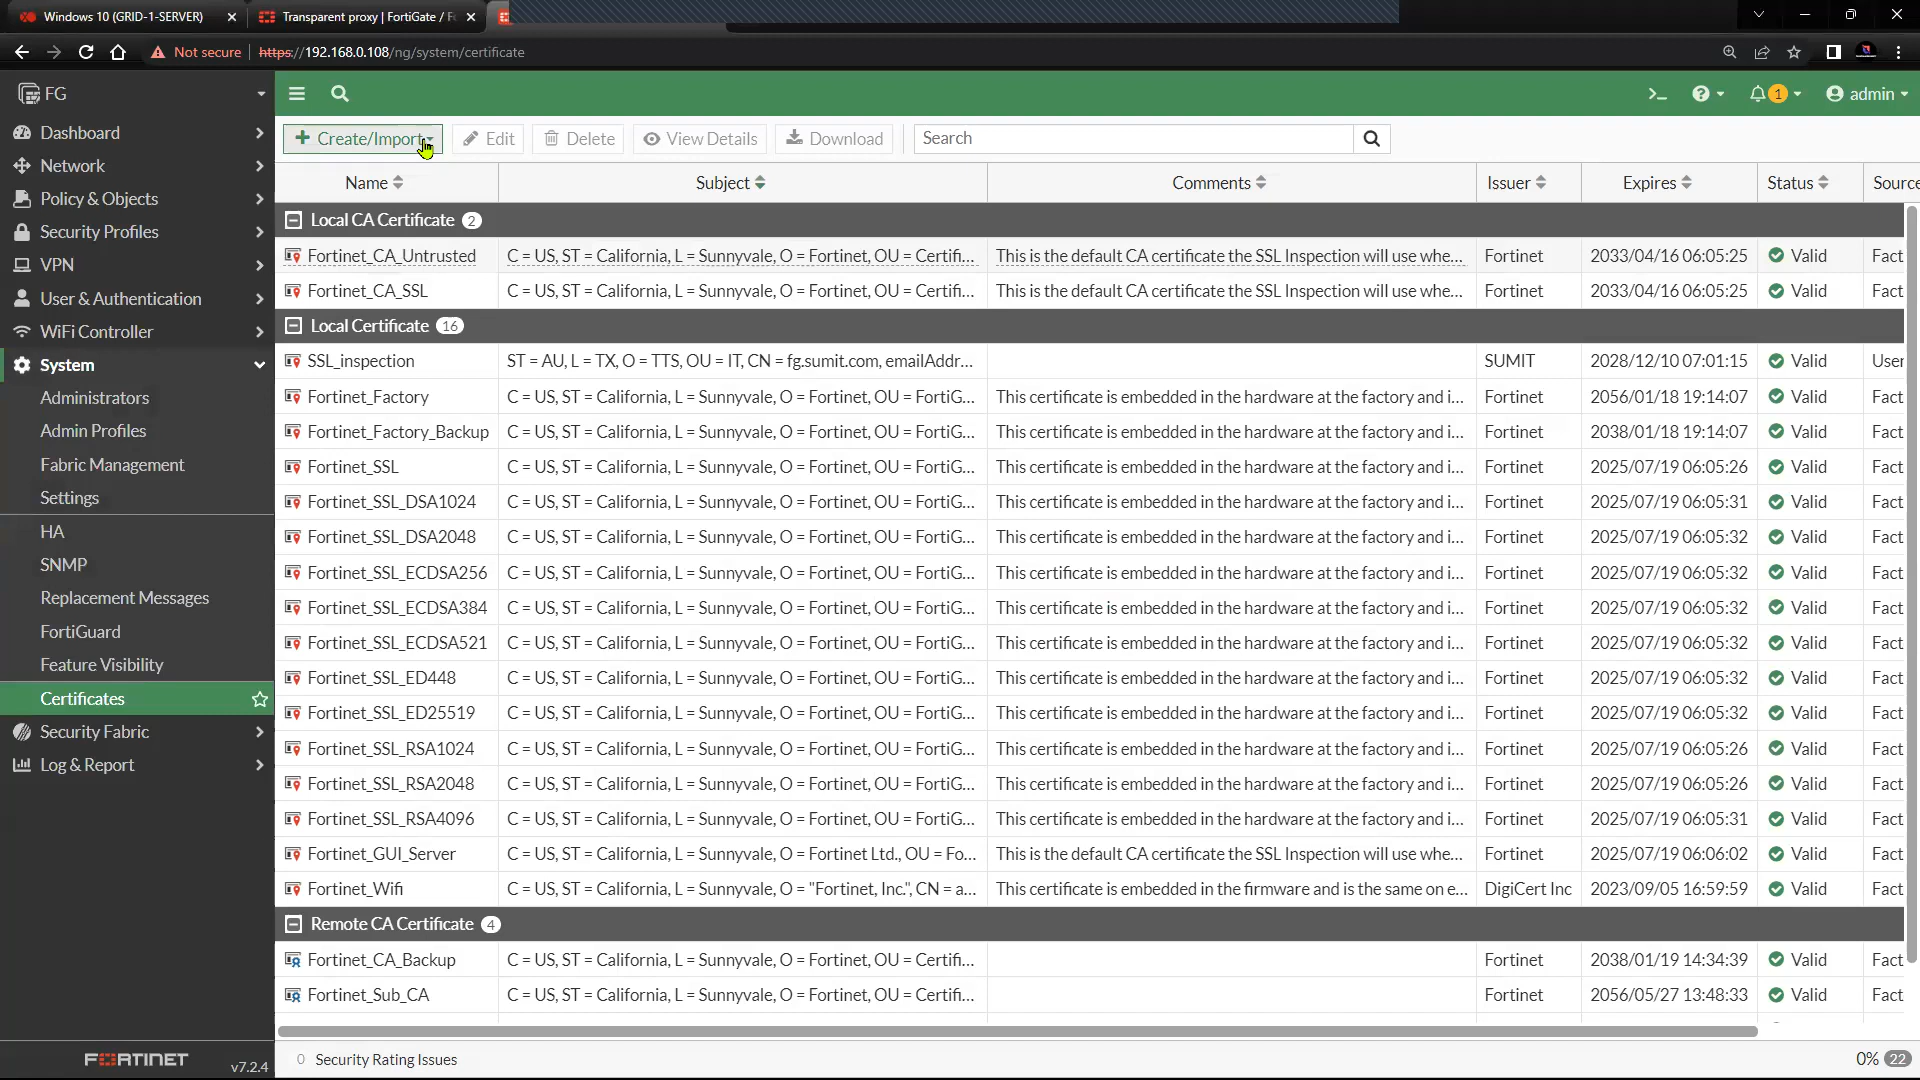 Windows 10 (GRID-1-SERVER)
Transparent proxy | FortiGate / F
Not secure
https://192.168.0.108/ng/system/certificate
FG
1
admin
Dashboard
Network
Policy & Objects
Security Profiles
VPN
User & Authentication
WiFi Controller
System
Administrators
Admin Profiles
Fabric Management
Settings
HA
SNMP
Replacement Messages
FortiGuard
Feature Visibility
Certificates
Security Fabric
Log & Report
FORTINET v7.2.4
Create/Import Edit Delete View Details Download Search
Name Subject Comments Issuer Expires Status Source
Local CA Certificate 2
Fortinet_CA_Untrusted C = US, ST = California, L = Sunnyvale, O = Fortinet, OU = Certifi... This is the default CA certificate the SSL Inspection will use whe... Fortinet 2033/04/16 06:05:25 Valid Fact
Fortinet_CA_SSL C = US, ST = California, L = Sunnyvale, O = Fortinet, OU = Certifi... This is the default CA certificate the SSL Inspection will use whe... Fortinet 2033/04/16 06:05:25 Valid Fact
Local Certificate 16
SSL_inspection ST = AU, L = TX, O = TTS, OU = IT, CN = fg.sumit.com, emailAddr... SUMIT 2028/12/10 07:01:15 Valid User
Fortinet_Factory C = US, ST = California, L = Sunnyvale, O = Fortinet, OU = FortiG... This certificate is embedded in the hardware at the factory and i... Fortinet 2056/01/18 19:14:07 Valid Fact
Fortinet_Factory_Backup C = US, ST = California, L = Sunnyvale, O = Fortinet, OU = FortiG... This certificate is embedded in the hardware at the factory and i... Fortinet 2038/01/18 19:14:07 Valid Fact
Fortinet_SSL C = US, ST = California, L = Sunnyvale, O = Fortinet, OU = FortiG... This certificate is embedded in the hardware at the factory and i... Fortinet 2025/07/19 06:05:26 Valid Fact
Fortinet_SSL_DSA1024 C = US, ST = California, L = Sunnyvale, O = Fortinet, OU = FortiG... This certificate is embedded in the hardware at the factory and i... Fortinet 2025/07/19 06:05:31 Valid Fact
Fortinet_SSL_DSA2048 C = US, ST = California, L = Sunnyvale, O = Fortinet, OU = FortiG... This certificate is embedded in the hardware at the factory and i... Fortinet 2025/07/19 06:05:32 Valid Fact
Fortinet_SSL_ECDSA256 C = US, ST = California, L = Sunnyvale, O = Fortinet, OU = FortiG... This certificate is embedded in the hardware at the factory and i... Fortinet 2025/07/19 06:05:32 Valid Fact
Fortinet_SSL_ECDSA384 C = US, ST = California, L = Sunnyvale, O = Fortinet, OU = FortiG... This certificate is embedded in the hardware at the factory and i... Fortinet 2025/07/19 06:05:32 Valid Fact
Fortinet_SSL_ECDSA521 C = US, ST = California, L = Sunnyvale, O = Fortinet, OU = FortiG... This certificate is embedded in the hardware at the factory and i... Fortinet 2025/07/19 06:05:32 Valid Fact
Fortinet_SSL_ED448 C = US, ST = California, L = Sunnyvale, O = Fortinet, OU = FortiG... This certificate is embedded in the hardware at the factory and i... Fortinet 2025/07/19 06:05:32 Valid Fact
Fortinet_SSL_ED25519 C = US, ST = California, L = Sunnyvale, O = Fortinet, OU = FortiG... This certificate is embedded in the hardware at the factory and i... Fortinet 2025/07/19 06:05:32 Valid Fact
Fortinet_SSL_RSA1024 C = US, ST = California, L = Sunnyvale, O = Fortinet, OU = FortiG... This certificate is embedded in the hardware at the factory and i... Fortinet 2025/07/19 06:05:26 Valid Fact
Fortinet_SSL_RSA2048 C = US, ST = California, L = Sunnyvale, O = Fortinet, OU = FortiG... This certificate is embedded in the hardware at the factory and i... Fortinet 2025/07/19 06:05:26 Valid Fact
Fortinet_SSL_RSA4096 C = US, ST = California, L = Sunnyvale, O = Fortinet, OU = FortiG... This certificate is embedded in the hardware at the factory and i... Fortinet 2025/07/19 06:05:31 Valid Fact
Fortinet_GUI_Server C = US, ST = California, L = Sunnyvale, O = Fortinet Ltd., OU = Fo... This is the default CA certificate the SSL Inspection will use whe... Fortinet 2025/07/19 06:06:02 Valid Fact
Fortinet_Wifi C = US, ST = California, L = Sunnyvale, O = "Fortinet, Inc.", CN = a... This certificate is embedded in the firmware and is the same on e... DigiCert Inc 2023/09/05 16:59:59 Valid Fact
Remote CA Certificate 4
Fortinet_CA_Backup C = US, ST = California, L = Sunnyvale, O = Fortinet, OU = Certifi... Fortinet 2038/01/19 14:34:39 Valid Fact
Fortinet_Sub_CA C = US, ST = California, L = Sunnyvale, O = Fortinet, OU = Certifi... Fortinet 2056/05/27 13:48:33 Valid Fact
0 Security Rating Issues 0% 22